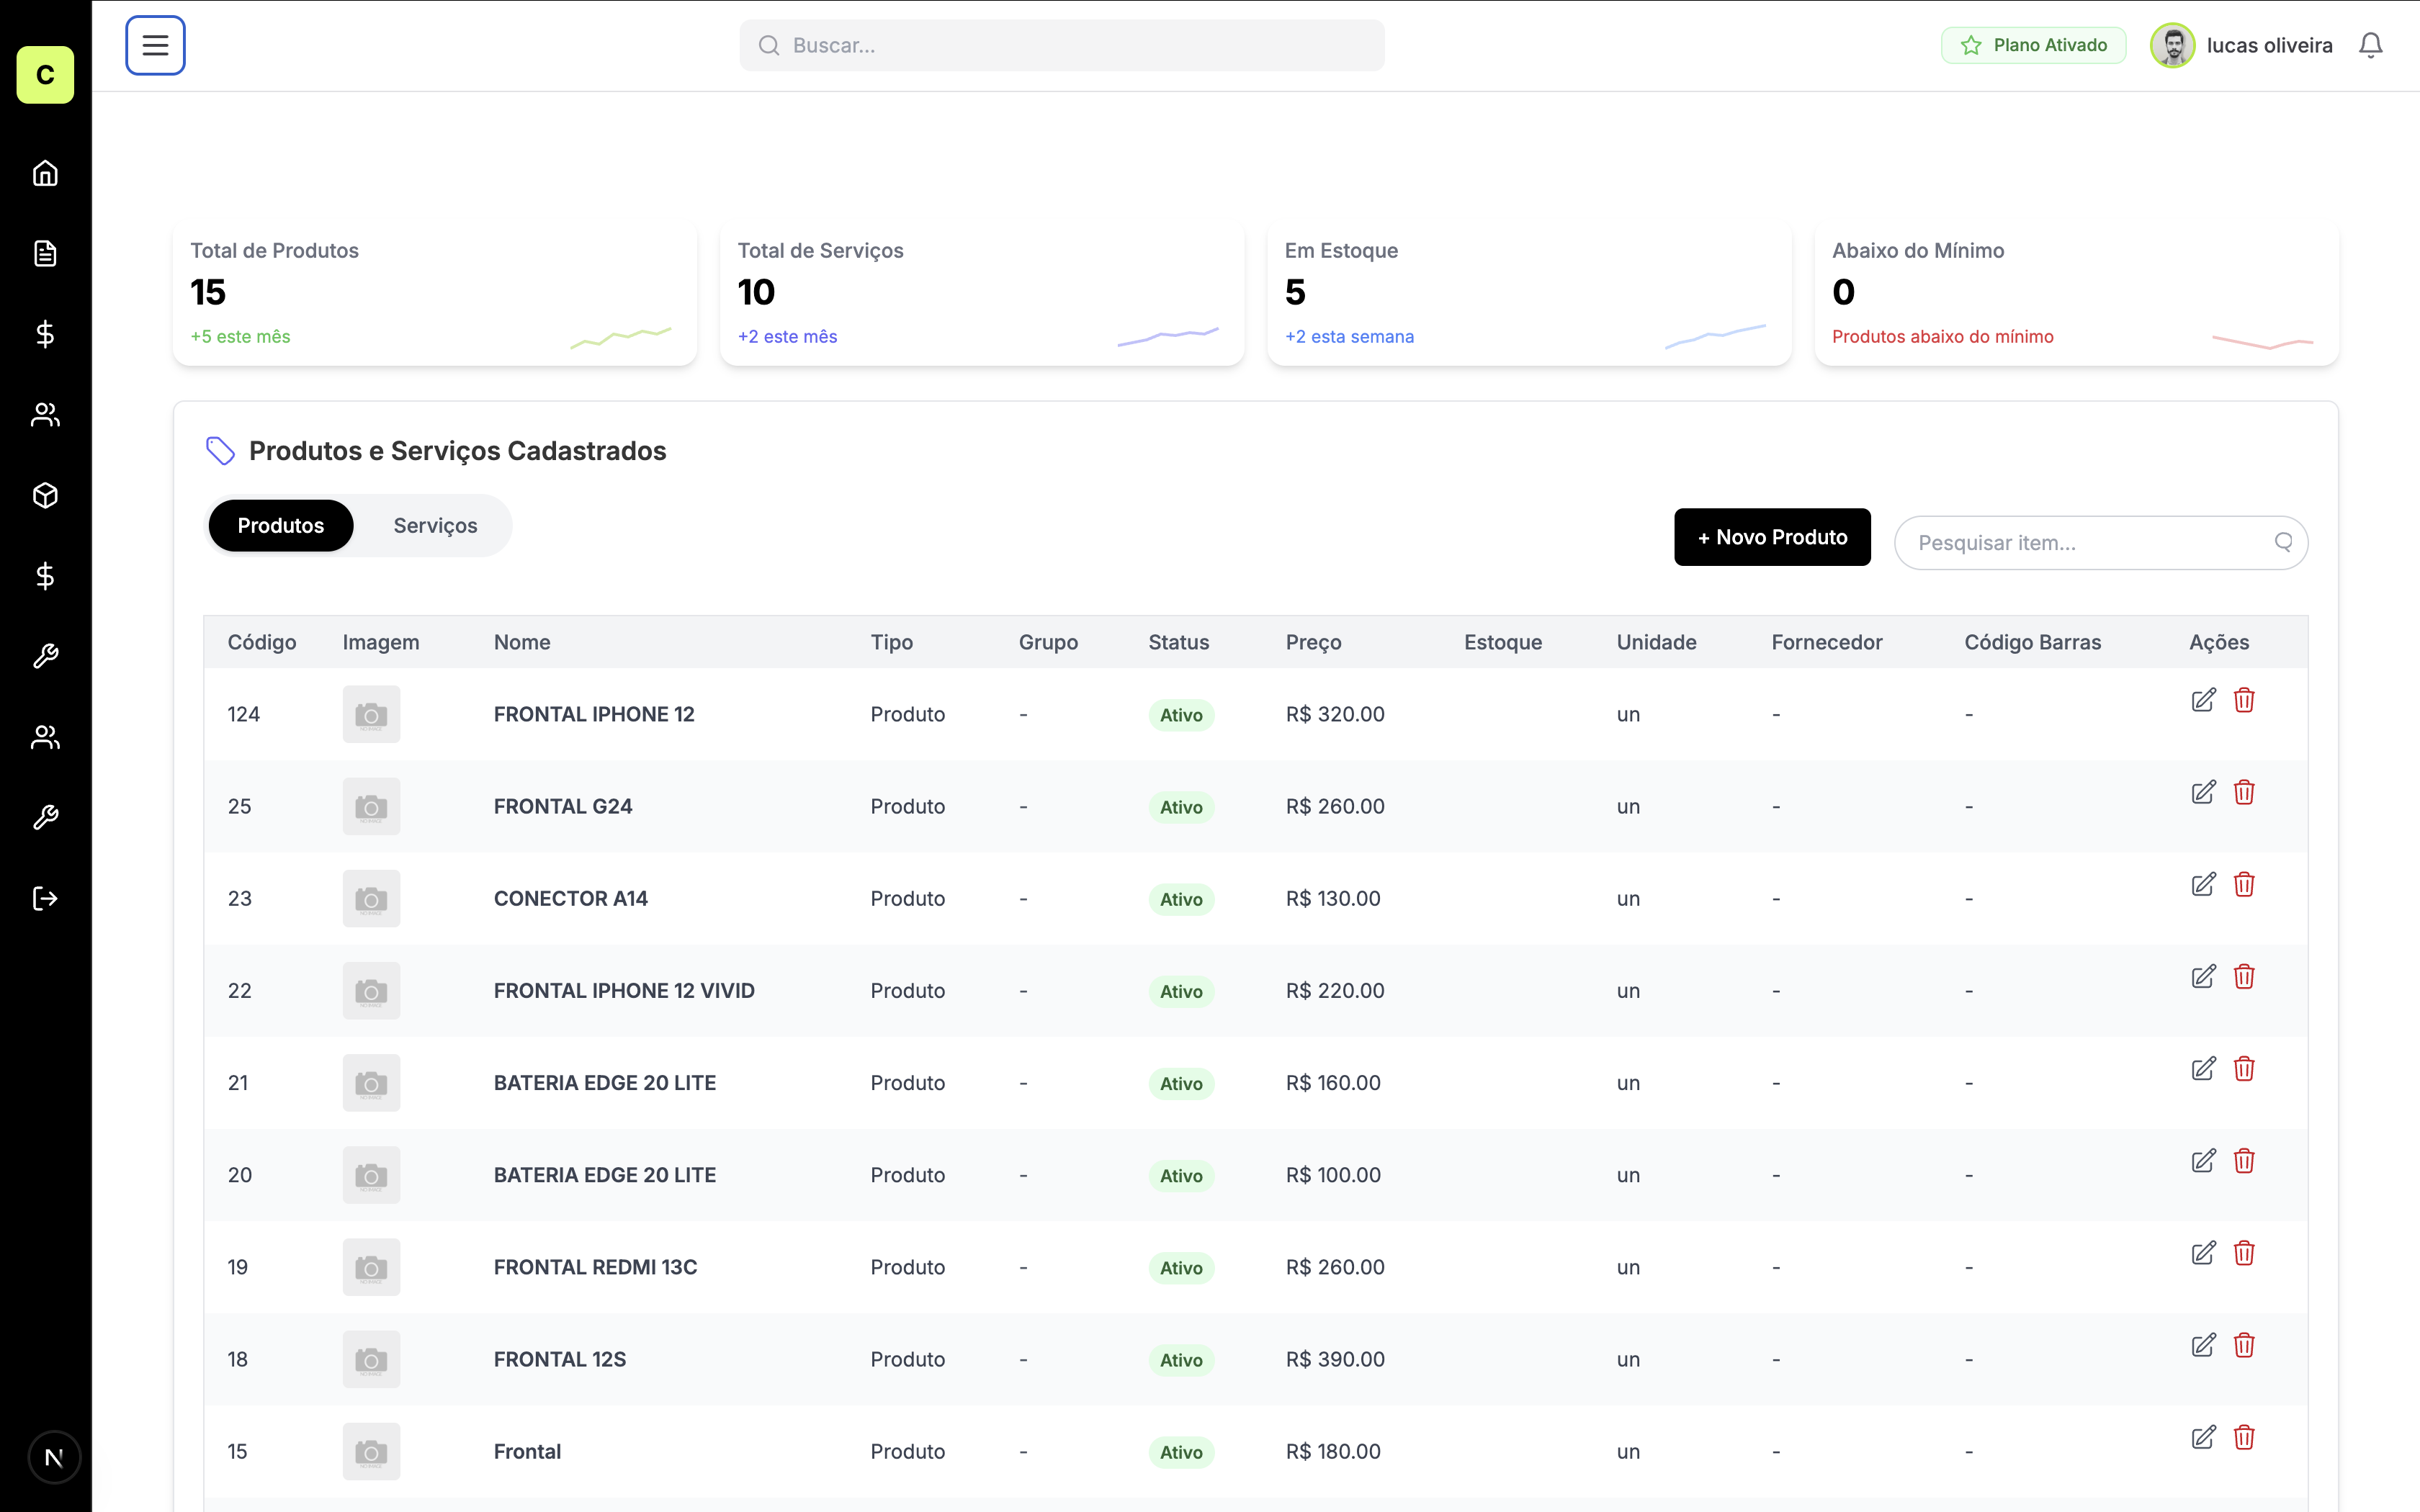 C
Buscar...
Plano Ativado
lucas oliveira
Total de Produtos
15
+5 este mês
Total de Serviços
10
+2 este mês
Em Estoque
5
+2 esta semana
Abaixo do Mínimo
0
Produtos abaixo do mínimo
Produtos e Serviços Cadastrados
Produtos Serviços
+ Novo Produto
Pesquisar item...
Código Imagem Nome Tipo Grupo Status Preço Estoque Unidade Fornecedor Código Barras Ações
124 FRONTAL IPHONE 12 Produto - Ativo R$ 320.00 un - -
25 FRONTAL G24 Produto - Ativo R$ 260.00 un - -
23 CONECTOR A14 Produto - Ativo R$ 130.00 un - -
22 FRONTAL IPHONE 12 VIVID Produto - Ativo R$ 220.00 un - -
21 BATERIA EDGE 20 LITE Produto - Ativo R$ 160.00 un - -
20 BATERIA EDGE 20 LITE Produto - Ativo R$ 100.00 un - -
19 FRONTAL REDMI 13C Produto - Ativo R$ 260.00 un - -
18 FRONTAL 12S Produto - Ativo R$ 390.00 un - -
15 Frontal Produto - Ativo R$ 180.00 un - -
N